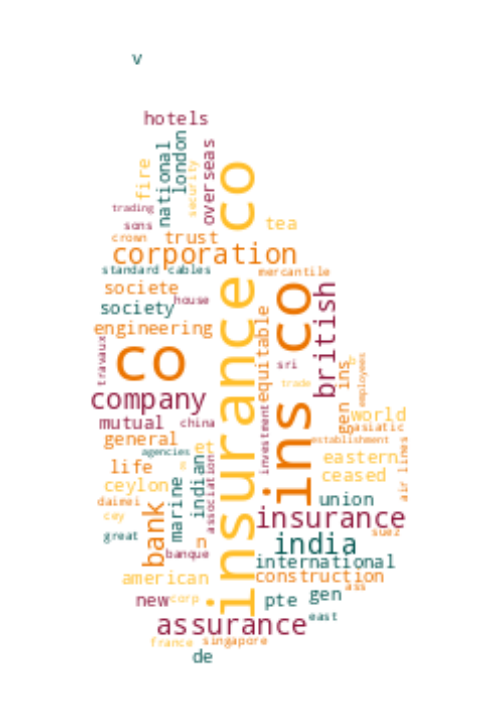 v
hotels
national
london
overseas
fire
security
trading
sons
crown
trust
tea
insurance co
corporation
standard
cables
mercantile
societe
house
society
engineering
equitable
ins co
british
travaux
co
sri
trade
gen ins
employees
company
mutual
china
investment
world
asiatic
general
establishment
agencies
indian
association
et
eastern
air lines
life
ceylon
ceased
daimei
marine
union
cey
bank
insurance
great
n
suez
india
banque
international
american
construction
ass
new
corp
pte
gen
east
assurance
france
singapore
de